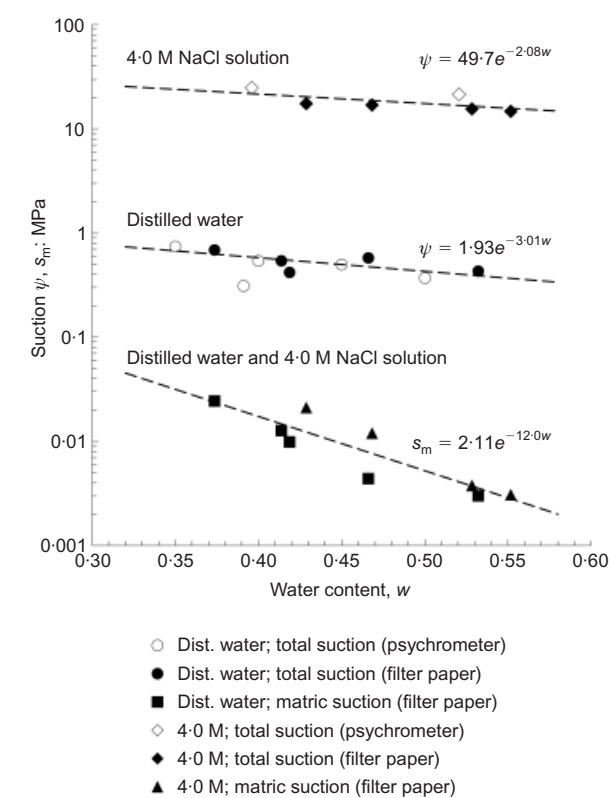 100
10
1
0·1
0·01
0·001
Suction ψ, sₘ: MPa
4·0 M NaCl solution
ψ = 49·7e⁻²·⁰⁸ʷ
Distilled water
ψ = 1·93e⁻³·⁰¹ʷ
Distilled water and 4·0 M NaCl solution
sₘ = 2·11e⁻¹²·⁰ʷ
0·30 0·35 0·40 0·45 0·50 0·55 0·60
Water content, w
Dist. water; total suction (psychrometer)
Dist. water; total suction (filter paper)
Dist. water; matric suction (filter paper)
4·0 M; total suction (psychrometer)
4·0 M; total suction (filter paper)
4·0 M; matric suction (filter paper)